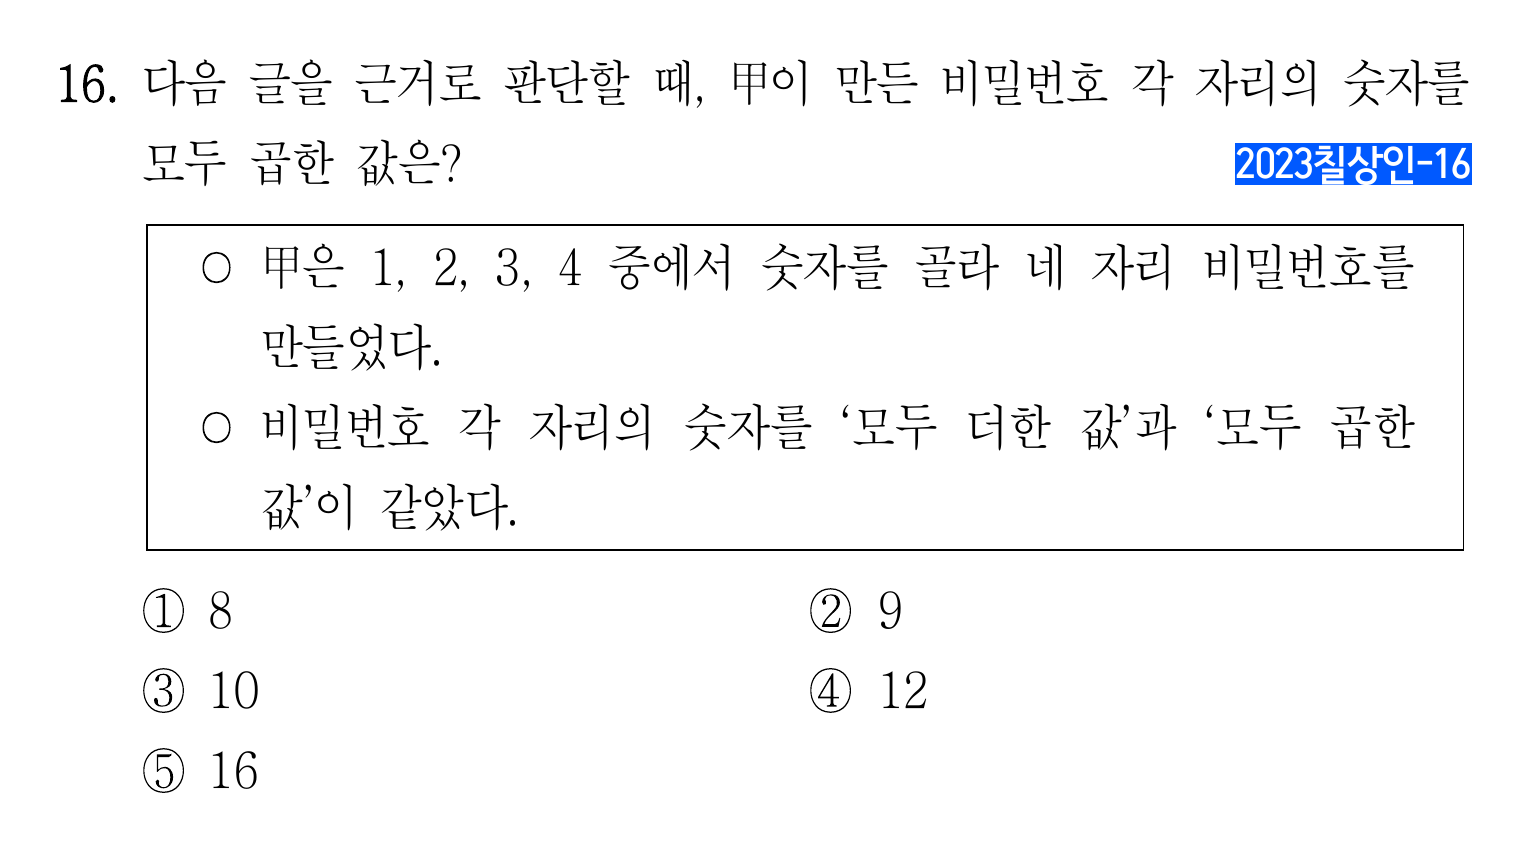 16. 다음 글을 근거로 판단할 때, 甲이 만든 비밀번호 각 자리의 숫자를
모두 곱한 값은?
2023칠상인-16
○ 甲은 1, 2, 3, 4 중에서 숫자를 골라 네 자리 비밀번호를
만들었다.
○ 비밀번호 각 자리의 숫자를 ‘모두 더한 값’과 ‘모두 곱한
값’이 같았다.
① 8
② 9
③ 10
④ 12
⑤ 16